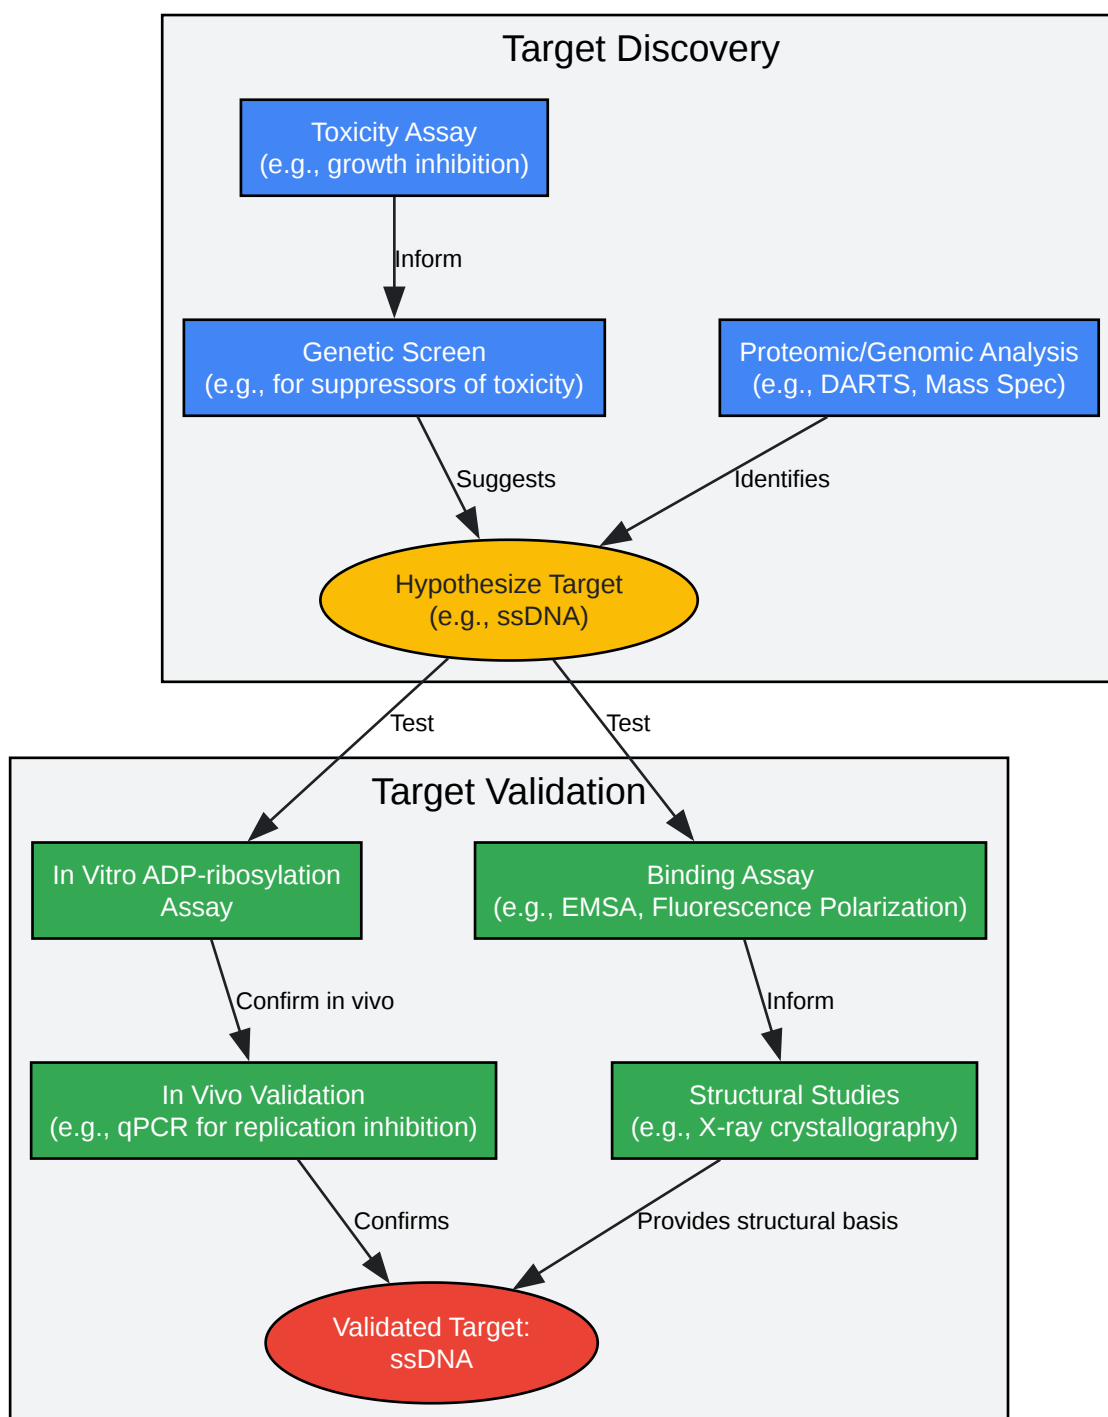 Target Discovery
Toxicity Assay
(e.g., growth inhibition)
Inform
Genetic Screen
(e.g., for suppressors of toxicity)
Proteomic/Genomic Analysis
(e.g., DARTS, Mass Spec)
Suggests
Identifies
Hypothesize Target
(e.g., ssDNA)
Test
Test
Target Validation
In Vitro ADP-ribosylation
Assay
Binding Assay
(e.g., EMSA, Fluorescence Polarization)
Confirm in vivo
Inform
In Vivo Validation
(e.g., qPCR for replication inhibition)
Structural Studies
(e.g., X-ray crystallography)
Confirms
Provides structural basis
Validated Target:
ssDNA